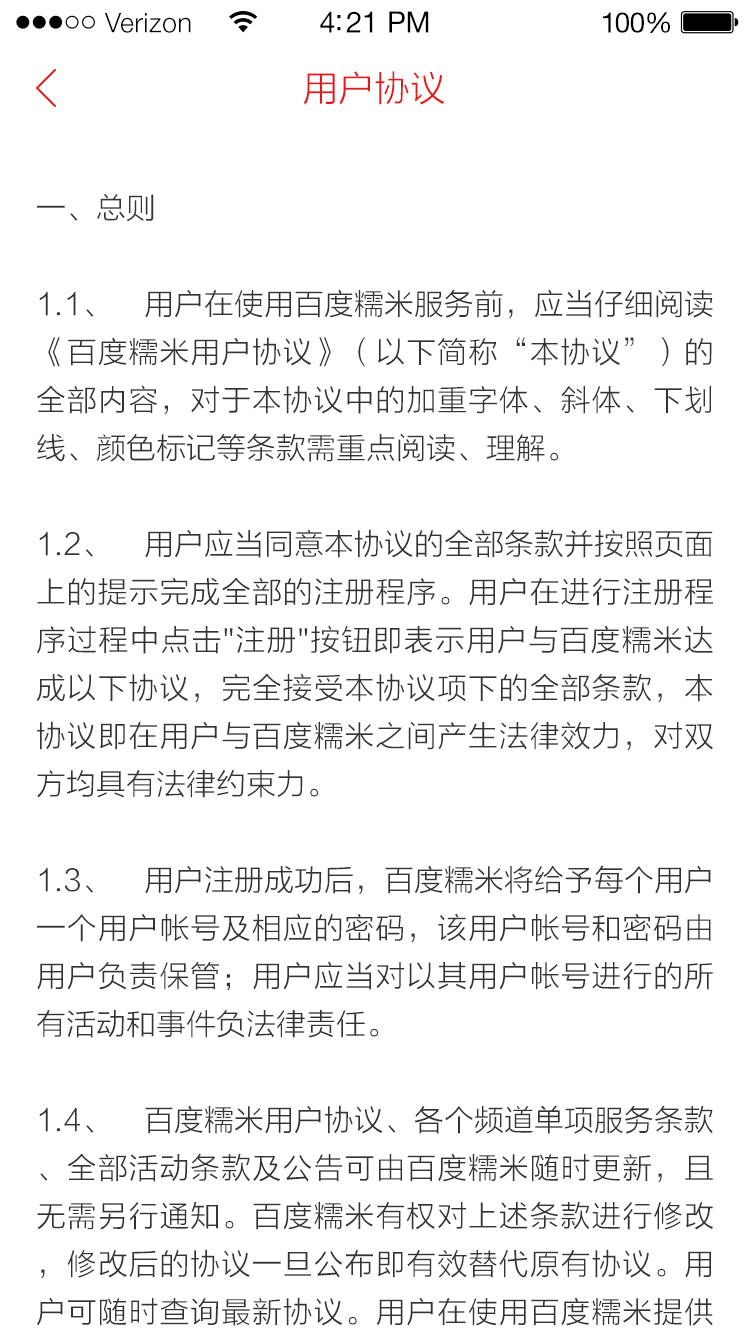 Verizon 4:21 PM 100%
用户协议
一、总则
1.1、 用户在使用百度糯米服务前，应当仔细阅读
《百度糯米用户协议》（以下简称“本协议”）的
全部内容，对于本协议中的加重字体、斜体、下划
线、颜色标记等条款需重点阅读、理解。
1.2、 用户应当同意本协议的全部条款并按照页面
上的提示完成全部的注册程序。用户在进行注册程
序过程中点击"注册"按钮即表示用户与百度糯米达
成以下协议，完全接受本协议项下的全部条款，本
协议即在用户与百度糯米之间产生法律效力，对双
方均具有法律约束力。
1.3、 用户注册成功后，百度糯米将给予每个用户
一个用户帐号及相应的密码，该用户帐号和密码由
用户负责保管；用户应当对以其用户帐号进行的所
有活动和事件负法律责任。
1.4、 百度糯米用户协议、各个频道单项服务条款
、全部活动条款及公告可由百度糯米随时更新，且
无需另行通知。百度糯米有权对上述条款进行修改
，修改后的协议一旦公布即有效替代原有协议。用
户可随时查询最新协议。用户在使用百度糯米提供